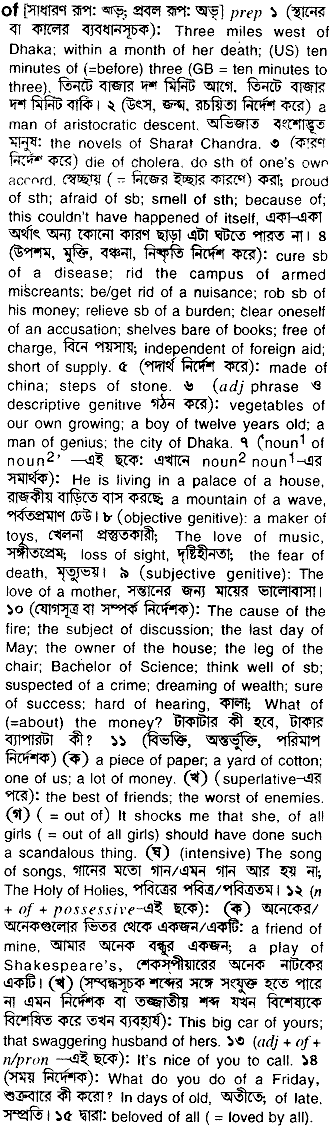 of [সাধারণ রূপ: অভ্; প্রবল রূপ: অভ্] prep ১ (স্থানের
বা কালের ব্যবধানসূচক): Three miles west of
Dhaka; within a month of her death; (US) ten
minutes of (=before) three (GB = ten minutes to
three), তিনটে বাজার দশ মিনিট আগে, তিনটে বাজার
দশ মিনিট বাকি। ২ (উৎস, জন্ম, রচয়িতা নির্দেশ করে) a
man of aristocratic descent, অভিজাত বংশোদ্ভূত
মানুষ: the novels of Sharat Chandra. ৩ (কারণ
নির্দেশ করে) die of cholera, do sth of one's own
accord, স্বেচ্ছায় ( = নিজের ইচ্ছার কারণে) করা; proud
of sth; afraid of sb; smell of sth; because of;
this couldn't have happened of itself, একা-একা
অর্থাৎ অন্য কোনো কারণ ছাড়া এটা ঘটতে পারত না। ৪
(উপশম, মুক্তি, বঞ্চনা, নিষ্কৃতি নির্দেশ করে): cure sb
of a disease; rid the campus of armed
miscreants; be/get rid of a nuisance; rob sb of
his money; relieve sb of a burden; clear oneself
of an accusation; shelves bare of books; free of
charge, বিনে পয়সায়; independent of foreign aid;
short of supply. ৫ (পদার্থ নির্দেশ করে): made of
china; steps of stone. ৬ (adj phrase ও
descriptive genitive গঠন করে): vegetables of
our own growing; a boy of twelve years old; a
man of genius; the city of Dhaka. ৭ ('noun¹ of
noun²' —এই ছকে: এখানে noun² noun¹–এর
সমার্থক): He is living in a palace of a house,
রাজকীয় বাড়িতে বাস করছে; a mountain of a wave,
পর্বতপ্রমাণ ঢেউ। ৮ (objective genitive): a maker of
toys, খেলনা প্রস্তুতকারী; The love of music,
সঙ্গীতপ্রেম; loss of sight, দৃষ্টিহীনতা; the fear of
death, মৃত্যুভয়। ৯ (subjective genitive): The
love of a mother, সন্তানের জন্য মায়ের ভালোবাসা।
১০ (যোগসূত্র বা সম্পর্ক নির্দেশক): The cause of the
fire; the subject of discussion; the last day of
May; the owner of the house; the leg of the
chair; Bachelor of Science; think well of sb;
suspected of a crime; dreaming of wealth; sure
of success; hard of hearing, কালা; What of
(=about) the money? টাকাটার কী হবে, টাকার
ব্যাপারটা কী? ১১ (বিভক্তি, অন্তর্ভুক্তি, পরিমাপ
নির্দেশক) (ক) a piece of paper; a yard of cotton;
one of us; a lot of money. (খ) (superlative–এর
পরে): the best of friends; the worst of enemies.
(গ) ( = out of) It shocks me that she, of all
girls ( = out of all girls) should have done such
a scandalous thing. (ঘ) (intensive) The song
of songs, গানের মতো গান/এমন গান আর হয় না;
The Holy of Holies, পবিত্রের পবিত্র/পবিত্রতম। ১২ (n
+ of + possessive–এই ছকে): (ক) অনেকের/
অনেকগুলোর ভিতর থেকে একজন/একটি: a friend of
mine, আমার অনেক বন্ধুর একজন; a play of
Shakespeare's, শেকসপীয়ারের অনেক নাটকের
একটি। (খ) (সম্বন্ধসূচক শব্দের সঙ্গে সংযুক্ত হতে পারে
না এমন নির্দেশক বা তজ্জাতীয় শব্দ যখন বিশেষ্যকে
বিশেষিত করে তখন ব্যবহার্য): This big car of yours;
that swaggering husband of hers. ১৩ (adj + of +
n/pron —এই ছকে): It's nice of you to call. ১৪
(সময় নির্দেশক): What do you do of a Friday,
শুক্রবারে কী করো? In days of old, অতীতে; of late,
সম্প্রতি। ১৫ দ্বারা: beloved of all ( = loved by all).